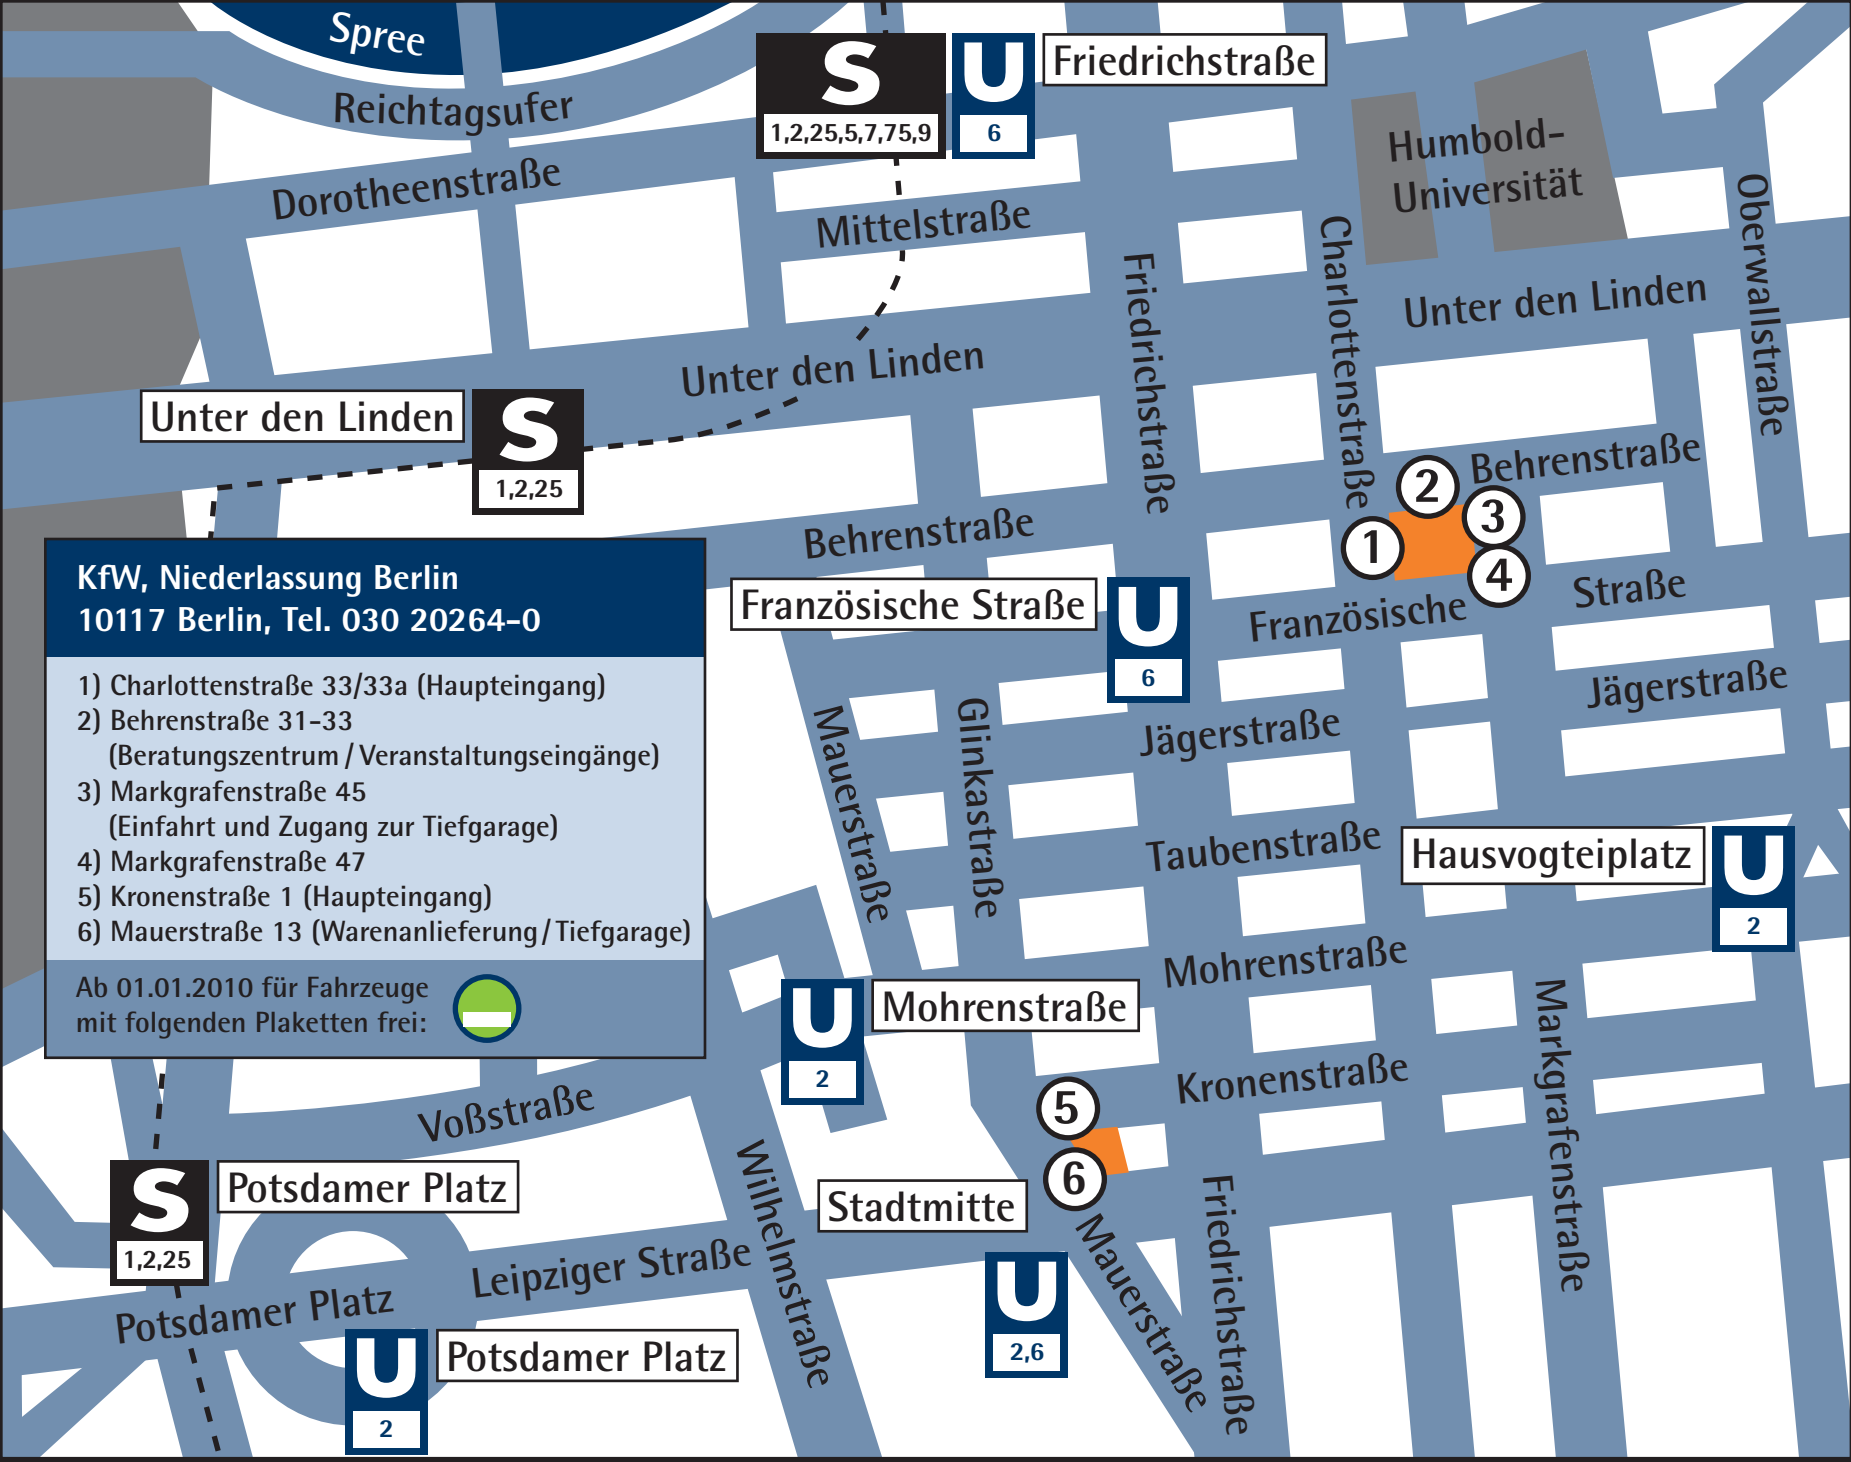 Spree
S
1,2,25,5,7,75,9
U
6
Friedrichstraße
Reichtagsufer
Dorotheenstraße
Mittelstraße
Humbold-
Universität
Oberwallstraße
Charlottenstraße
Friedrichstraße
Unter den Linden
Unter den Linden
Unter den Linden
S
1,2,25
Behrenstraße
Behrenstraße
2
3
1
4
KfW, Niederlassung Berlin
10117 Berlin, Tel. 030 20264-0
1) Charlottenstraße 33/33a (Haupteingang)
2) Behrenstraße 31-33
(Beratungszentrum / Veranstaltungseingänge)
3) Markgrafenstraße 45
(Einfahrt und Zugang zur Tiefgarage)
4) Markgrafenstraße 47
5) Kronenstraße 1 (Haupteingang)
6) Mauerstraße 13 (Warenanlieferung / Tiefgarage)
Ab 01.01.2010 für Fahrzeuge
mit folgenden Plaketten frei:
Französische Straße
U
6
Französische
Straße
Jägerstraße
Jägerstraße
Mauerstraße
Glinkastraße
Taubenstraße
Hausvogteiplatz
U
2
Mohrenstraße
U
2
Mohrenstraße
Markgrafenstraße
Kronenstraße
5
6
Voßstraße
S
1,2,25
Potsdamer Platz
Wilhelmstraße
Stadtmitte
U
2,6
Mauerstraße
Friedrichstraße
Leipziger Straße
Potsdamer Platz
U
2
Potsdamer Platz